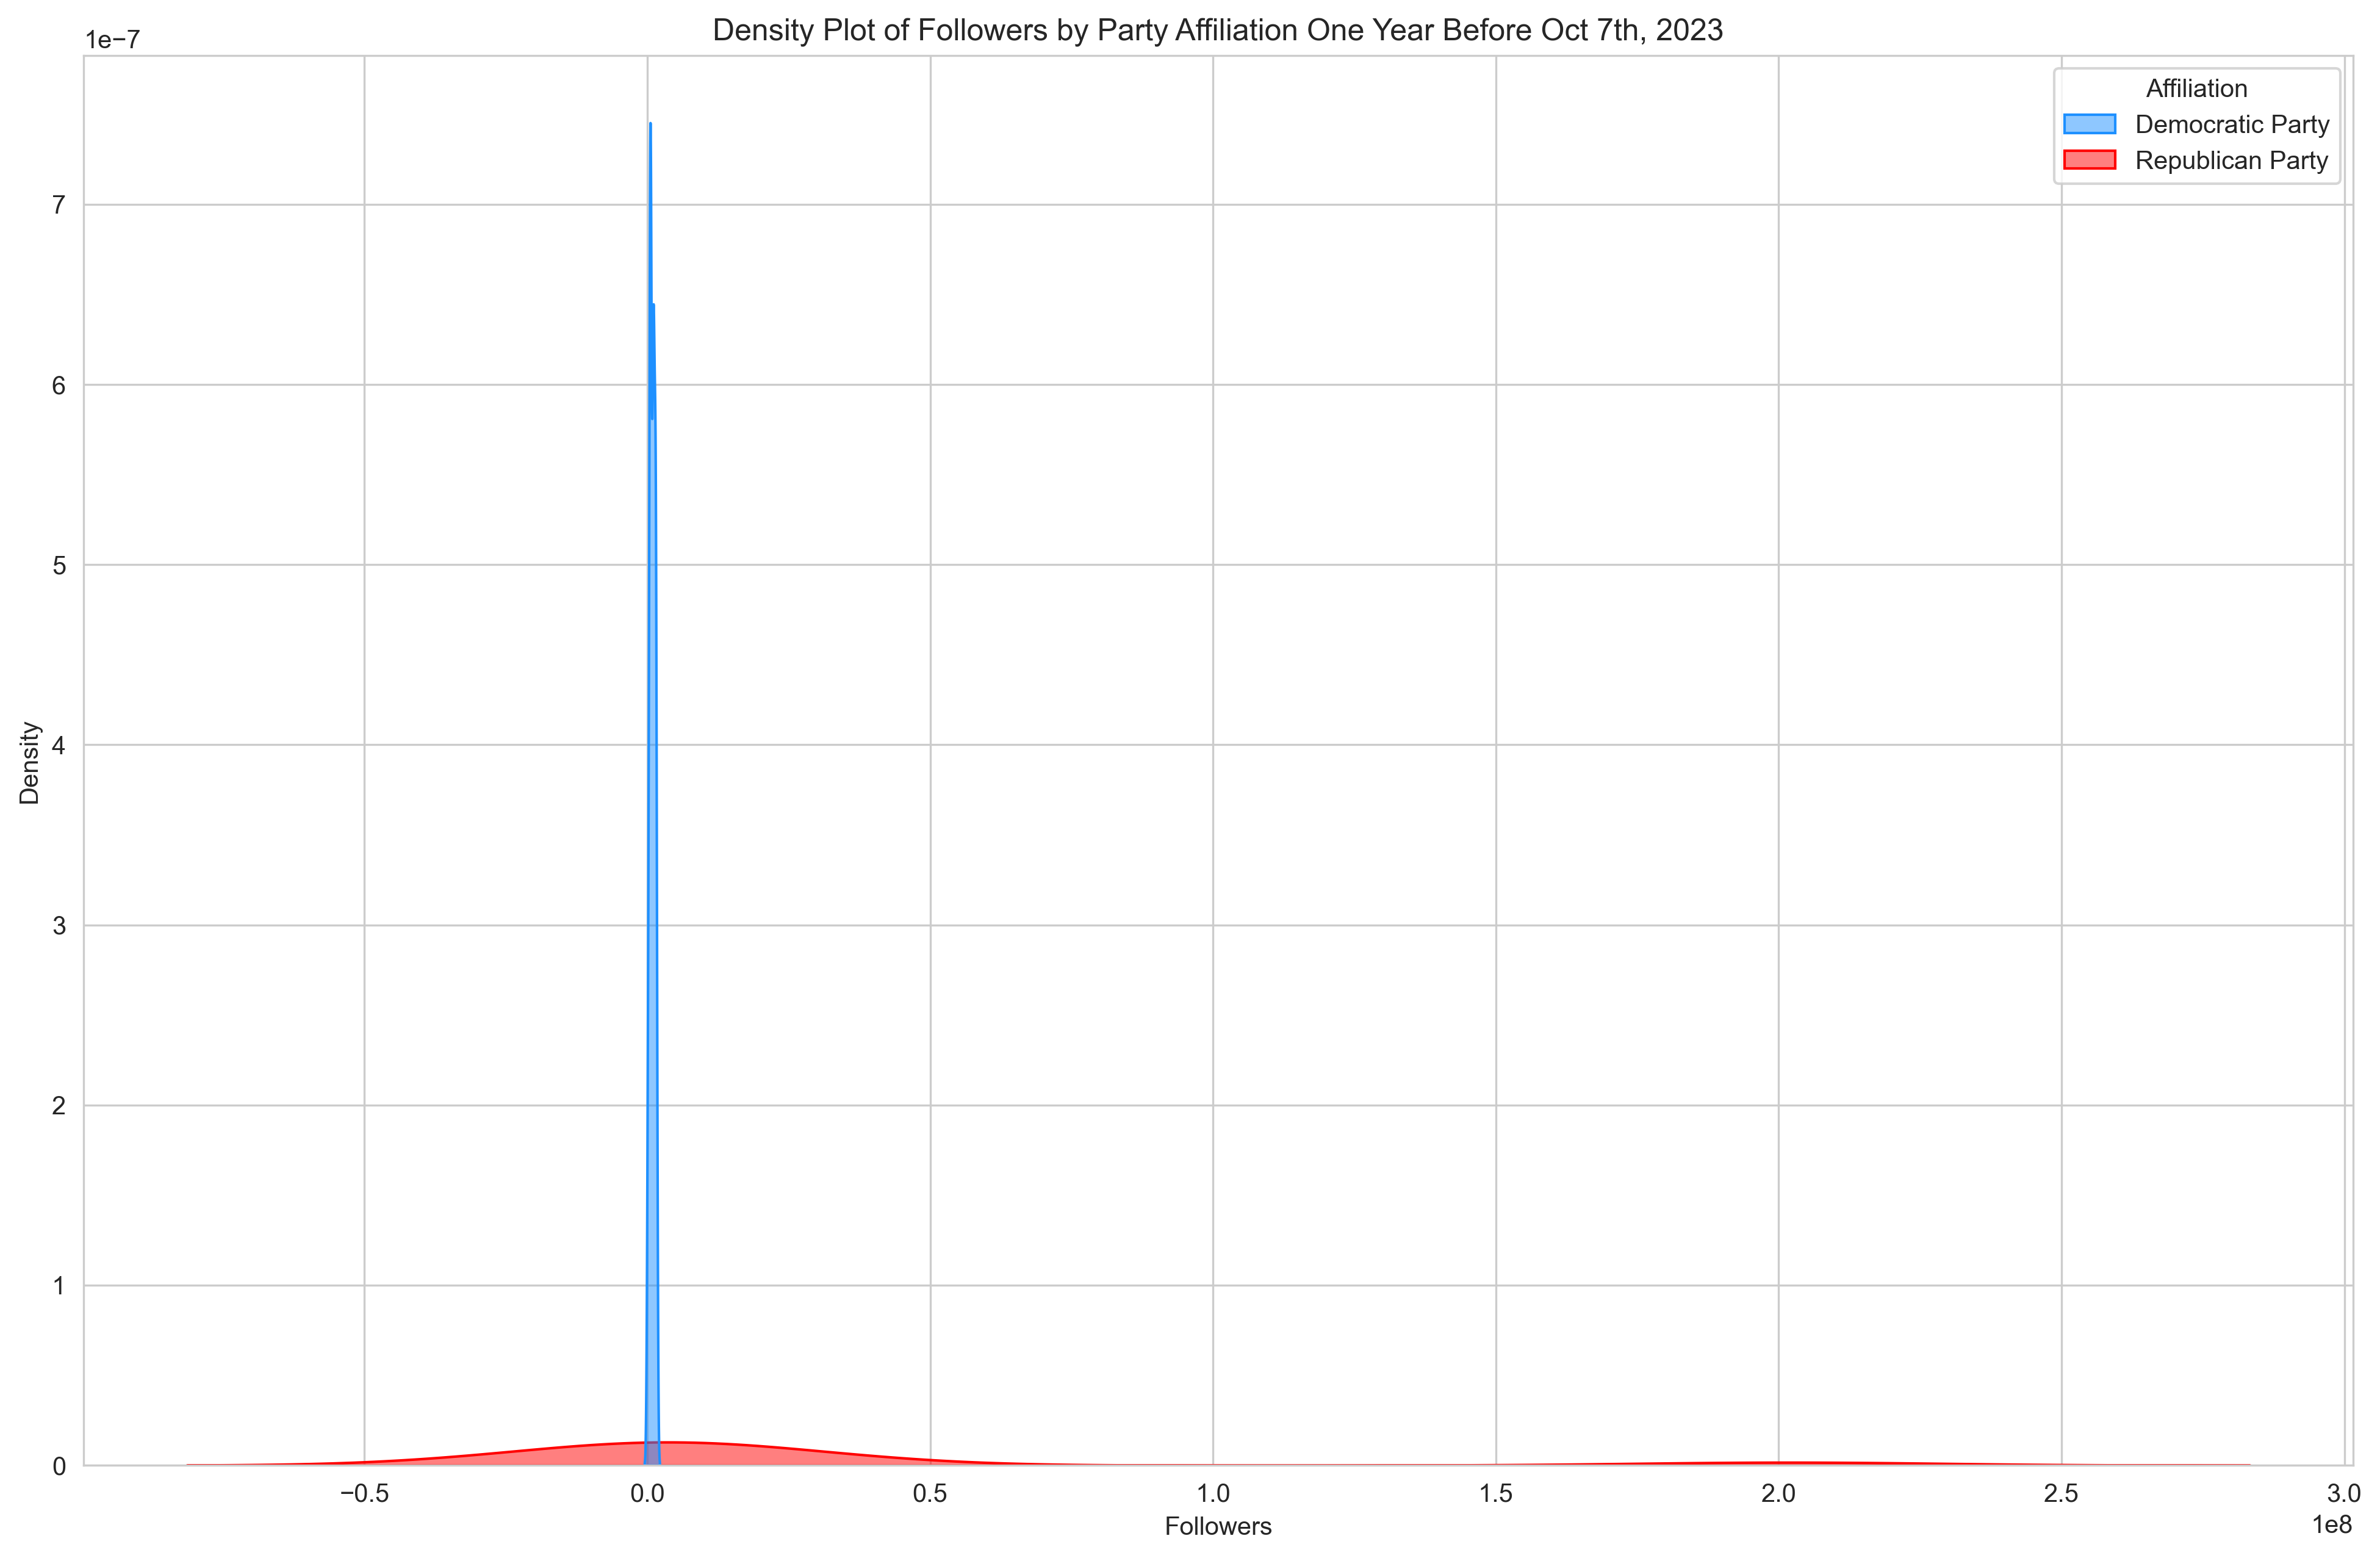 Density Plot of Followers by Party Affiliation One Year Before Oct 7th, 2023
1e−7
Affiliation
Democratic Party
Republican Party
7
6
5
4
3
2
1
0
Density
−0.5
0.0
0.5
1.0
1.5
2.0
2.5
3.0
1e8
Followers